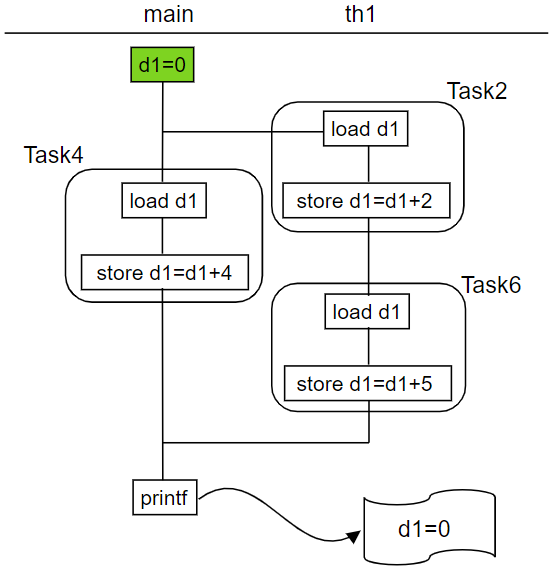 main
th1
d1=0
Task2
load d1
Task4
load d1
store d1=d1+2
store d1=d1+4
Task6
load d1
store d1=d1+5
printf
d1=0